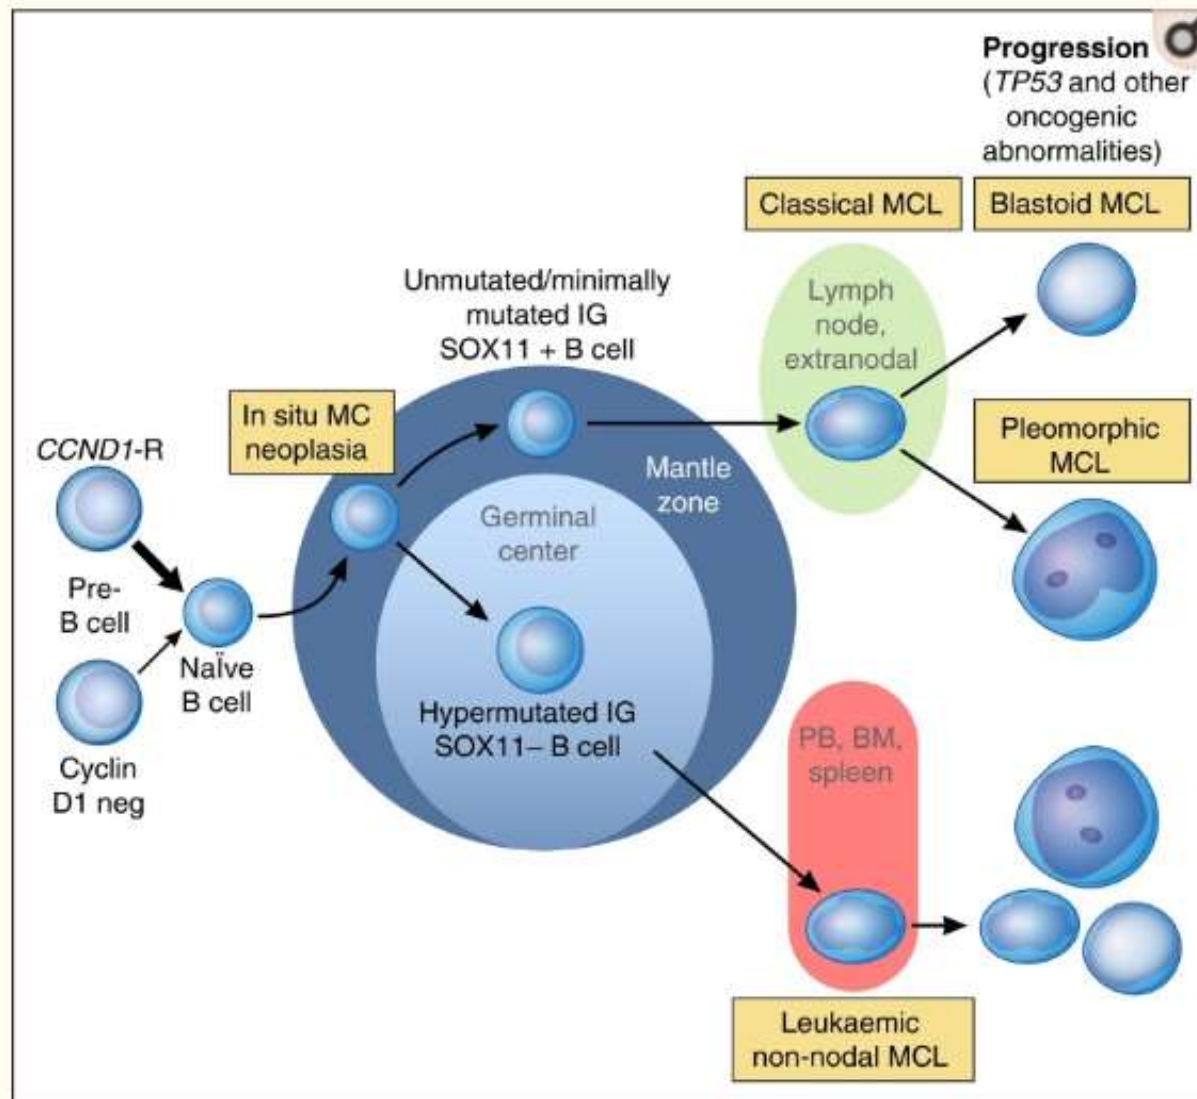 Progression
(TP53 and other
oncogenic
abnormalities)
Classical MCL
Blastoid MCL
Unmutated/minimally
mutated IG
SOX11 + B cell
Lymph
node,
extranodal
In situ MC
neoplasia
CCND1-R
Mantle
zone
Pleomorphic
MCL
Germinal
center
Pre-
B cell
Naïve
B cell
Hypermutated IG
SOX11– B cell
Cyclin
D1 neg
PB, BM,
spleen
Leukaemic
non-nodal MCL